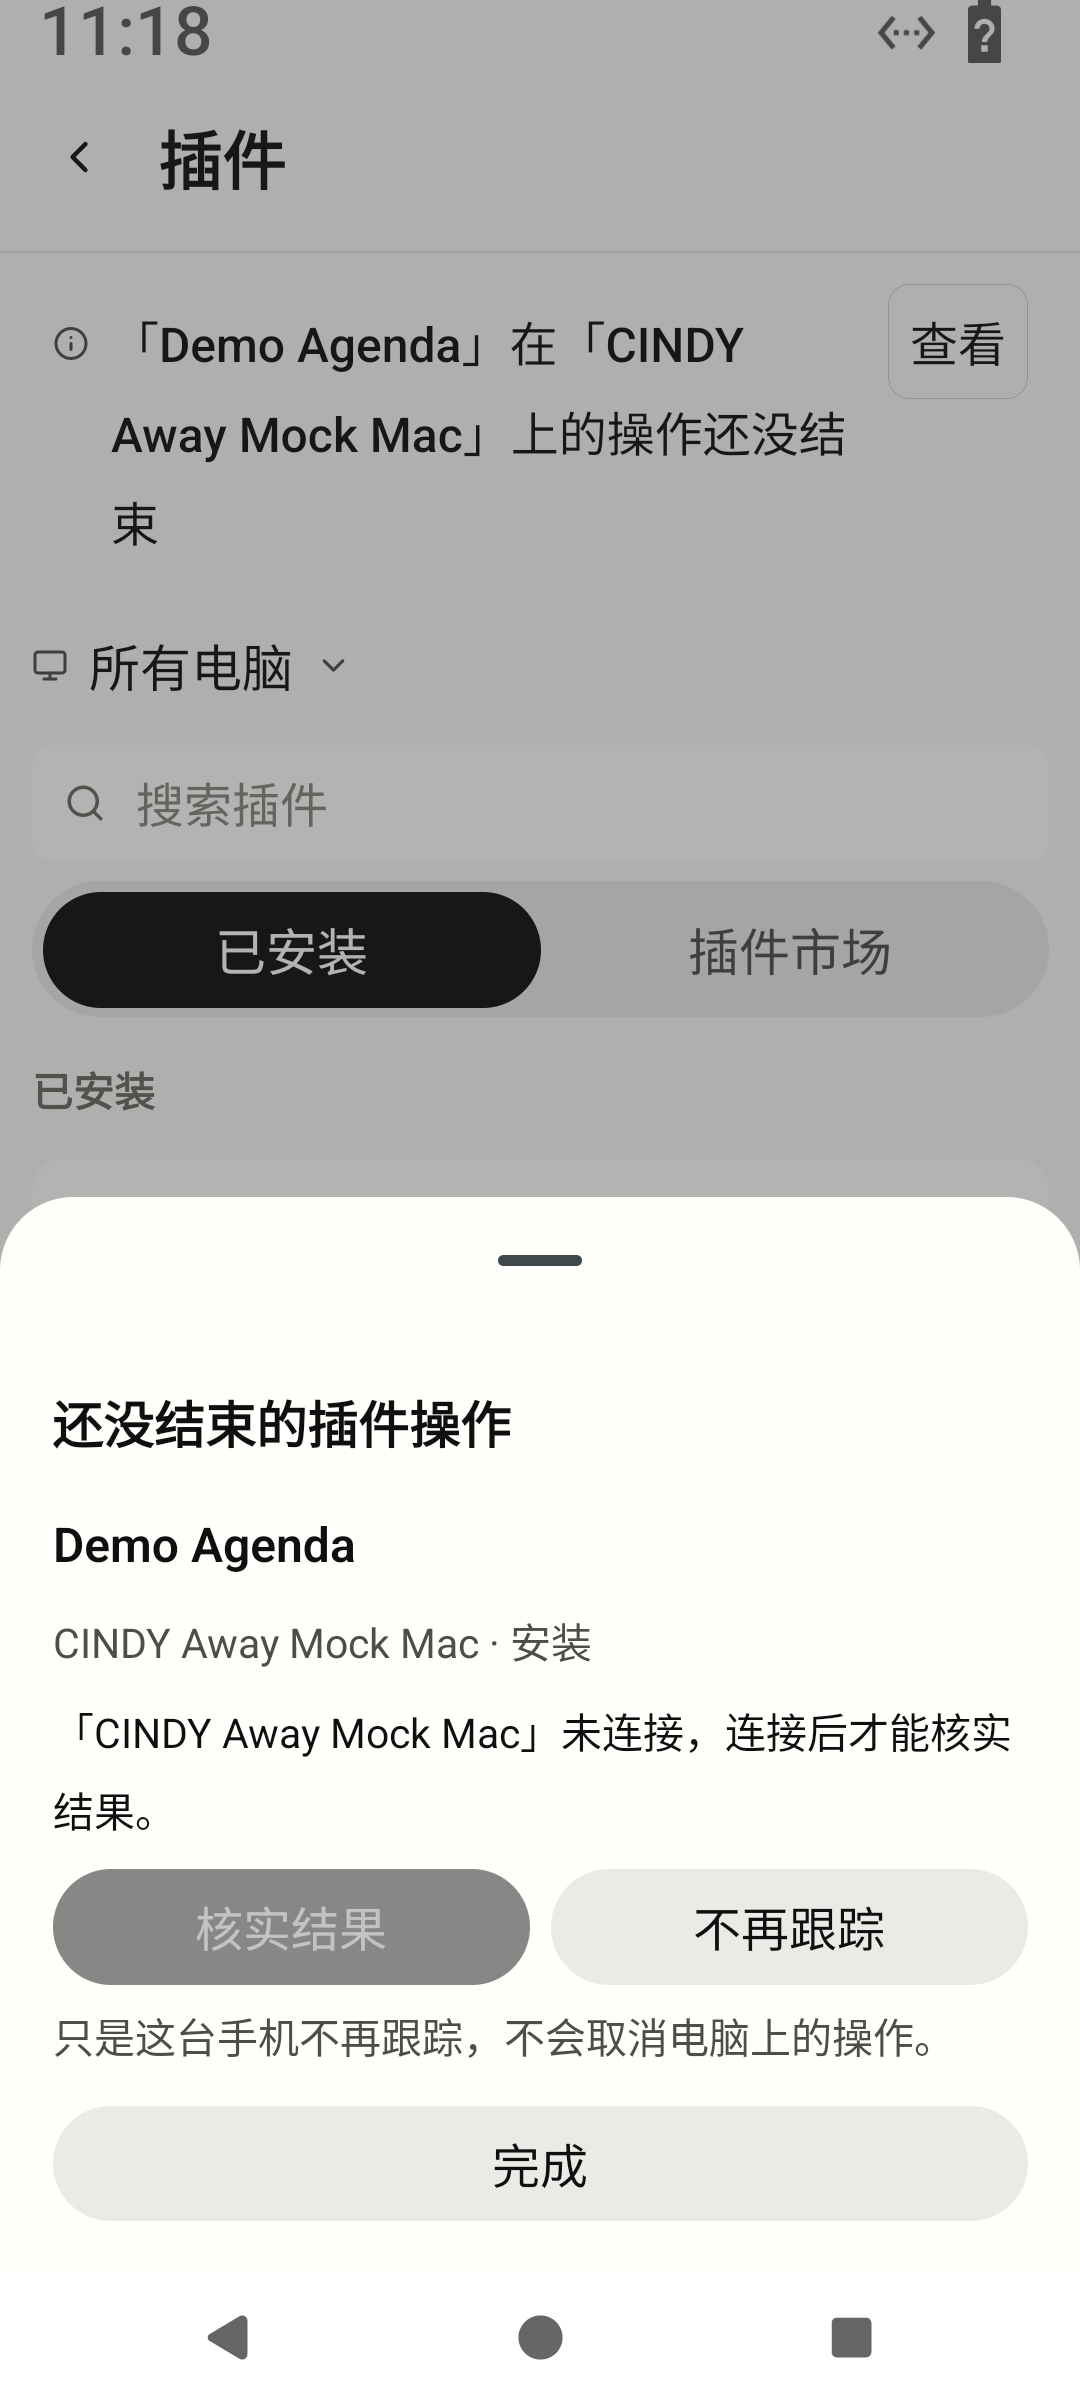 11:18
插件
「Demo Agenda」在「CINDY
Away Mock Mac」上的操作还没结
束
查看
所有电脑
搜索插件
已安装
插件市场
已安装
还没结束的插件操作
Demo Agenda
CINDY Away Mock Mac · 安装
「CINDY Away Mock Mac」未连接，连接后才能核实
结果。
核实结果
不再跟踪
只是这台手机不再跟踪，不会取消电脑上的操作。
完成